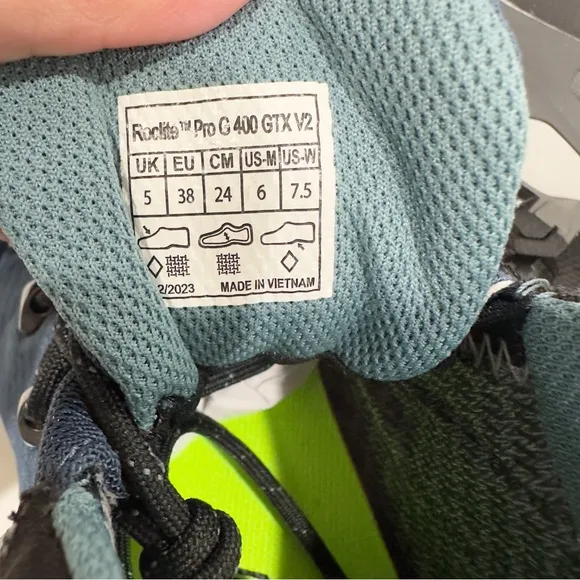 Roclite™ Pro G 400 GTX V2
UK EU CM US-M US-W
5 38 24 6 7.5
2/2023 MADE IN VIETNAM